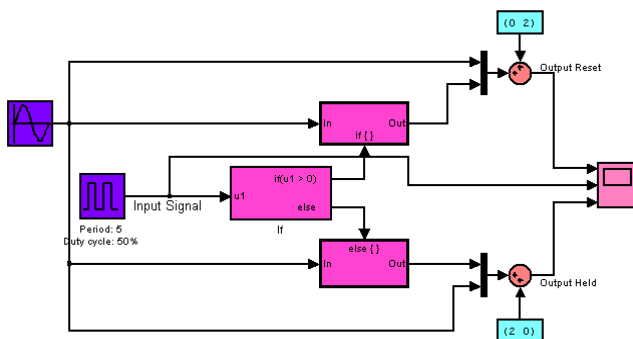 (0 2)
Output Reset
In
Out
if { }
if(u1 > 0)
u1
else
Input Signal
Period: 5
Duty cycle: 50%
If
else { }
In
Out
Output Held
(2 0)